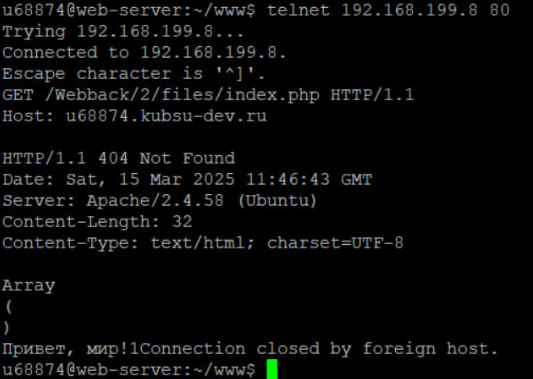 u68874@web-server:~/www$ telnet 192.168.199.8 80
Trying 192.168.199.8...
Connected to 192.168.199.8.
Escape character is '^]'.
GET /Webback/2/files/index.php HTTP/1.1
Host: u68874.kubsu-dev.ru

HTTP/1.1 404 Not Found
Date: Sat, 15 Mar 2025 11:46:43 GMT
Server: Apache/2.4.58 (Ubuntu)
Content-Length: 32
Content-Type: text/html; charset=UTF-8

Array
(
)
Привет, мир!1Connection closed by foreign host.
u68874@web-server:~/www$